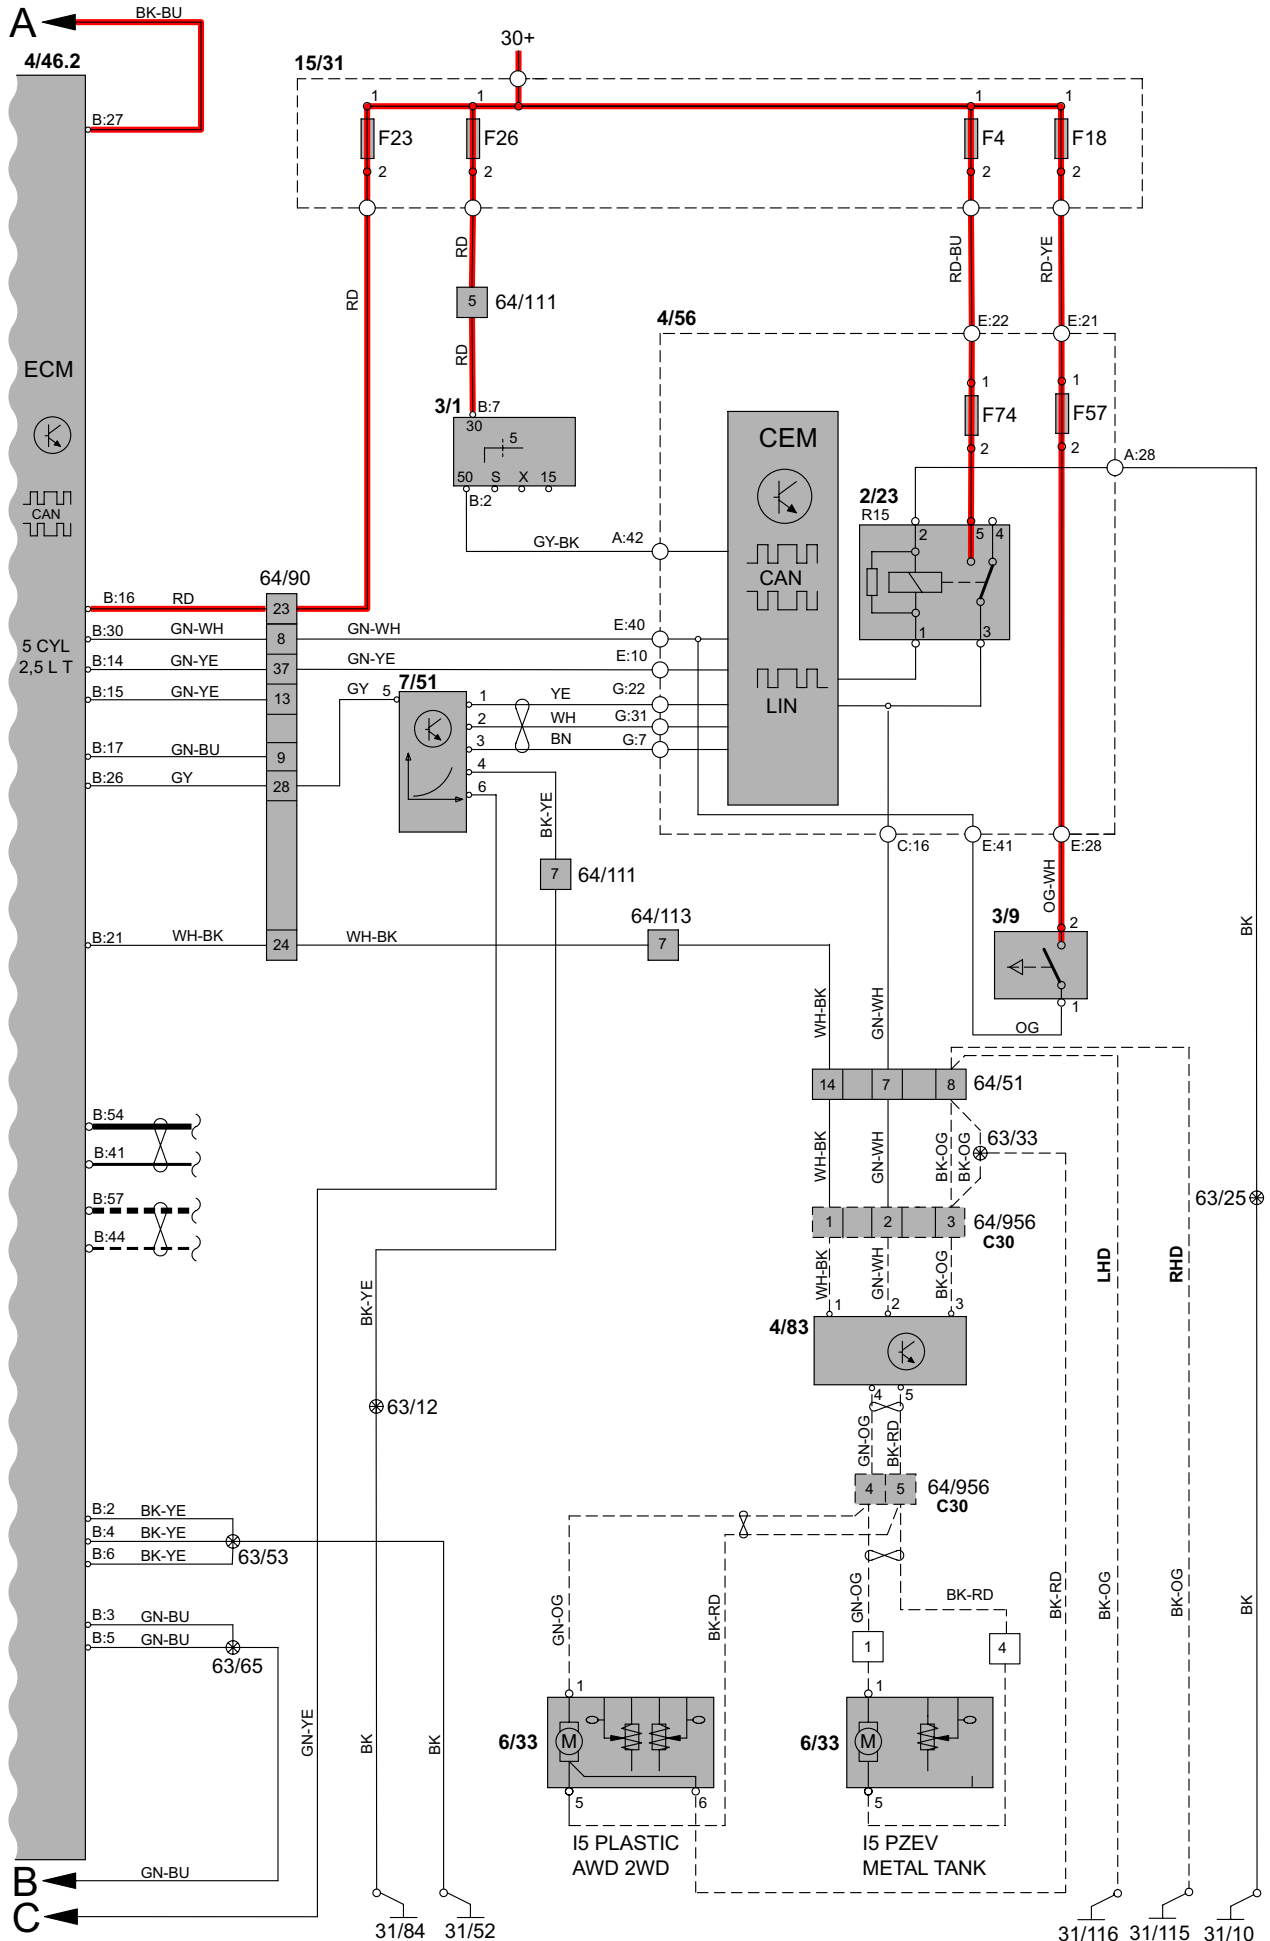 A
BK-BU
4/46.2
B:27
30+
15/31
1
1
1
1
F23
F26
F4
F18
2
2
2
2
RD
RD
RD-BU
RD-YE
5
64/111
RD
4/56
E:22
E:21
ECM
CAN
3/1
B:7
30
5
50
S
X
15
B:2
GY-BK
A:42
CEM
CAN
LIN
1
1
F74
F57
2
2
A:28
2/23
R15
2
5
4
1
3
5 CYL
2,5 L T
64/90
B:16
RD
23
B:30
GN-WH
8
GN-WH
E:40
B:14
GN-YE
37
GN-YE
E:10
B:15
GN-YE
13
GY
5
7/51
1
YE
G:22
2
WH
G:31
3
BN
G:7
4
6
B:17
GN-BU
9
B:26
GY
28
BK-YE
7
64/111
C:16
E:41
E:28
OG-WH
3/9
2
1
OG
BK
B:21
WH-BK
24
WH-BK
64/113
7
WH-BK
GN-WH
14
7
8
64/51
B:54
B:41
B:57
B:44
WH-BK
GN-WH
BK-OG
BK-OG
63/33
63/25
1
2
3
64/956
C30
LHD
RHD
WH-BK
GN-WH
BK-OG
1
2
3
4/83
4
5
BK-YE
63/12
GN-OG
BK-RD
4
5
64/956
C30
B:2
BK-YE
B:4
BK-YE
B:6
BK-YE
63/53
B:3
GN-BU
B:5
GN-BU
63/65
GN-OG
BK-RD
GN-OG
BK-RD
BK-RD
BK-OG
BK-OG
BK
1
4
GN-YE
BK
BK
1
6/33
M
5
6
1
6/33
M
5
I5 PLASTIC
AWD 2WD
I5 PZEV
METAL TANK
B
GN-BU
C
31/84
31/52
31/116
31/115
31/10